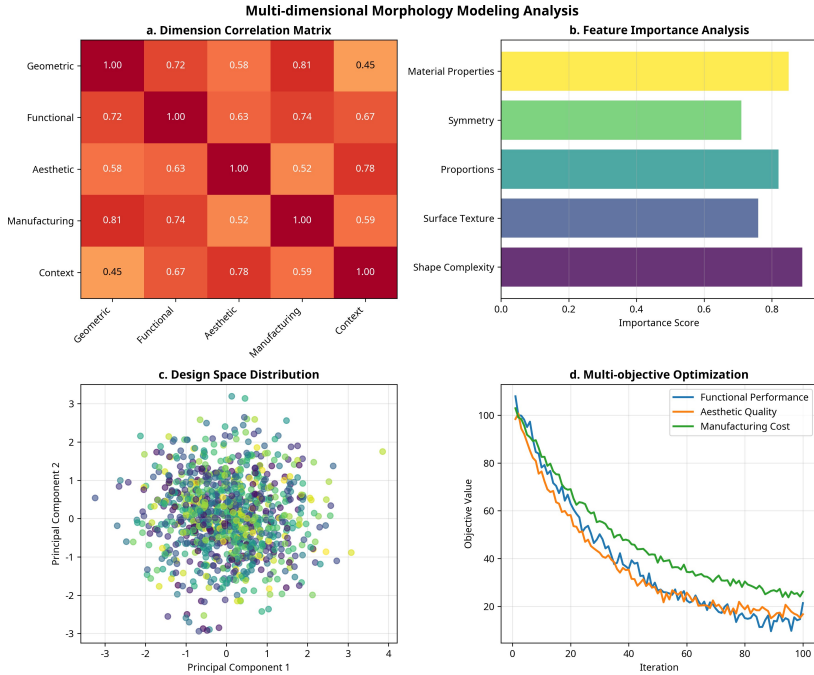 Multi-dimensional Morphology Modeling Analysis
a. Dimension Correlation Matrix
Geometric
Functional
Aesthetic
Manufacturing
Context
1.00 0.72 0.58 0.81 0.45
0.72 1.00 0.63 0.74 0.67
0.58 0.63 1.00 0.52 0.78
0.81 0.74 0.52 1.00 0.59
0.45 0.67 0.78 0.59 1.00
Geometric
Functional
Aesthetic
Manufacturing
Context
b. Feature Importance Analysis
Material Properties
Symmetry
Proportions
Surface Texture
Shape Complexity
0.0 0.2 0.4 0.6 0.8
Importance Score
c. Design Space Distribution
Principal Component 2
3
2
1
0
-1
-2
-3
-3 -2 -1 0 1 2 3 4
Principal Component 1
d. Multi-objective Optimization
Functional Performance
Aesthetic Quality
Manufacturing Cost
Objective Value
100
80
60
40
20
0 20 40 60 80 100
Iteration